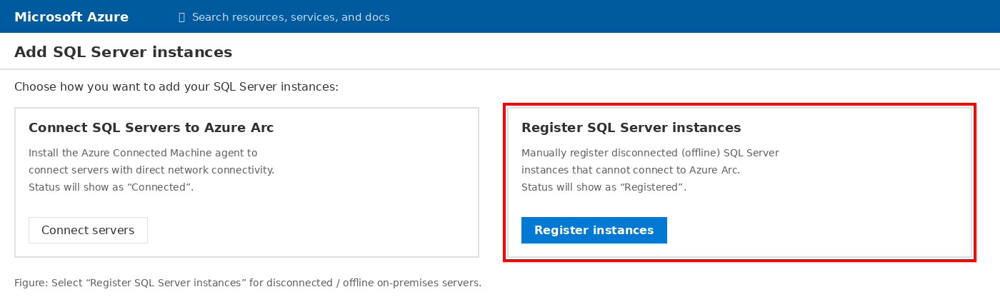 Microsoft Azure
Search resources, services, and docs
Add SQL Server instances
Choose how you want to add your SQL Server instances:
Connect SQL Servers to Azure Arc
Install the Azure Connected Machine agent to
connect servers with direct network connectivity.
Status will show as “Connected”.
Connect servers
Register SQL Server instances
Manually register disconnected (offline) SQL Server
instances that cannot connect to Azure Arc.
Status will show as “Registered”.
Register instances
Figure: Select “Register SQL Server instances” for disconnected / offline on-premises servers.